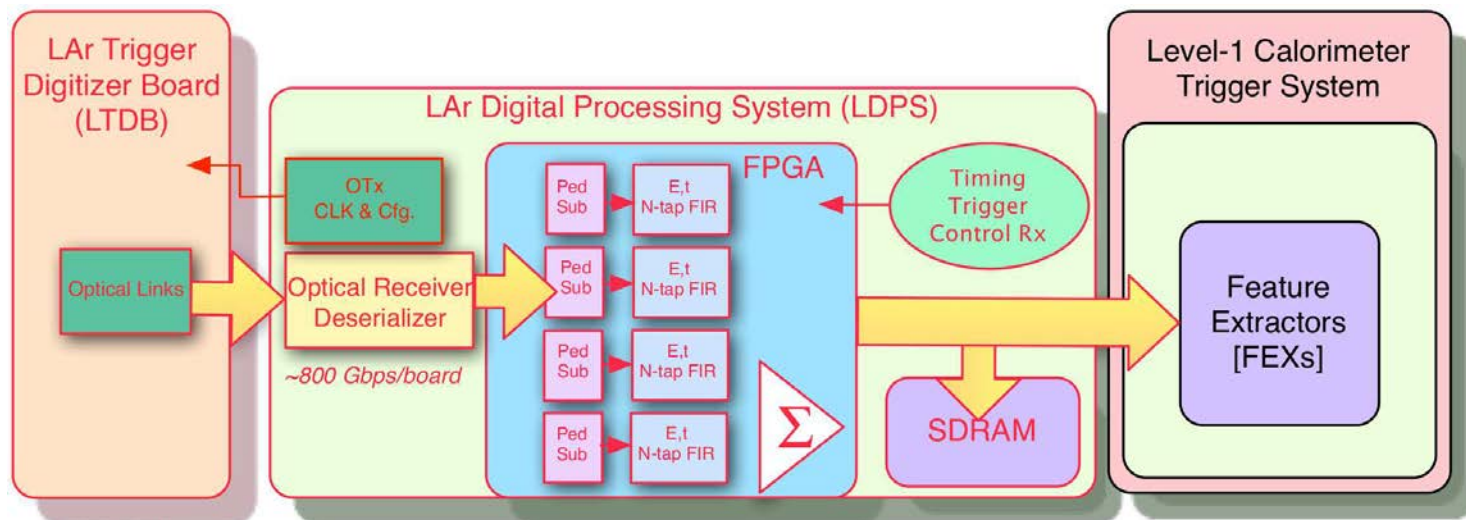 LAr Trigger
Digitizer Board
(LTDB)
Optical Links
LAr Digital Processing System (LDPS)
OTx
CLK & Cfg.
Optical Receiver
Deserializer
~800 Gbps/board
FPGA
Ped
Sub
E,t
N-tap FIR
Ped
Sub
E,t
N-tap FIR
Ped
Sub
E,t
N-tap FIR
Ped
Sub
E,t
N-tap FIR
Σ
Timing
Trigger
Control Rx
SDRAM
Level-1 Calorimeter
Trigger System
Feature
Extractors
[FEXs]